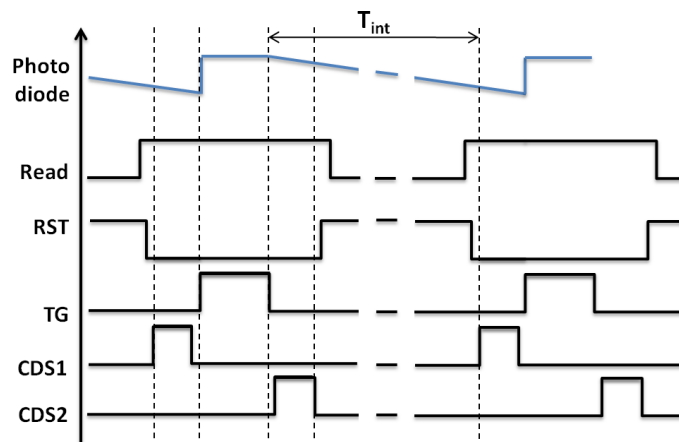 T_int
Photo
diode
Read
RST
TG
CDS1
CDS2